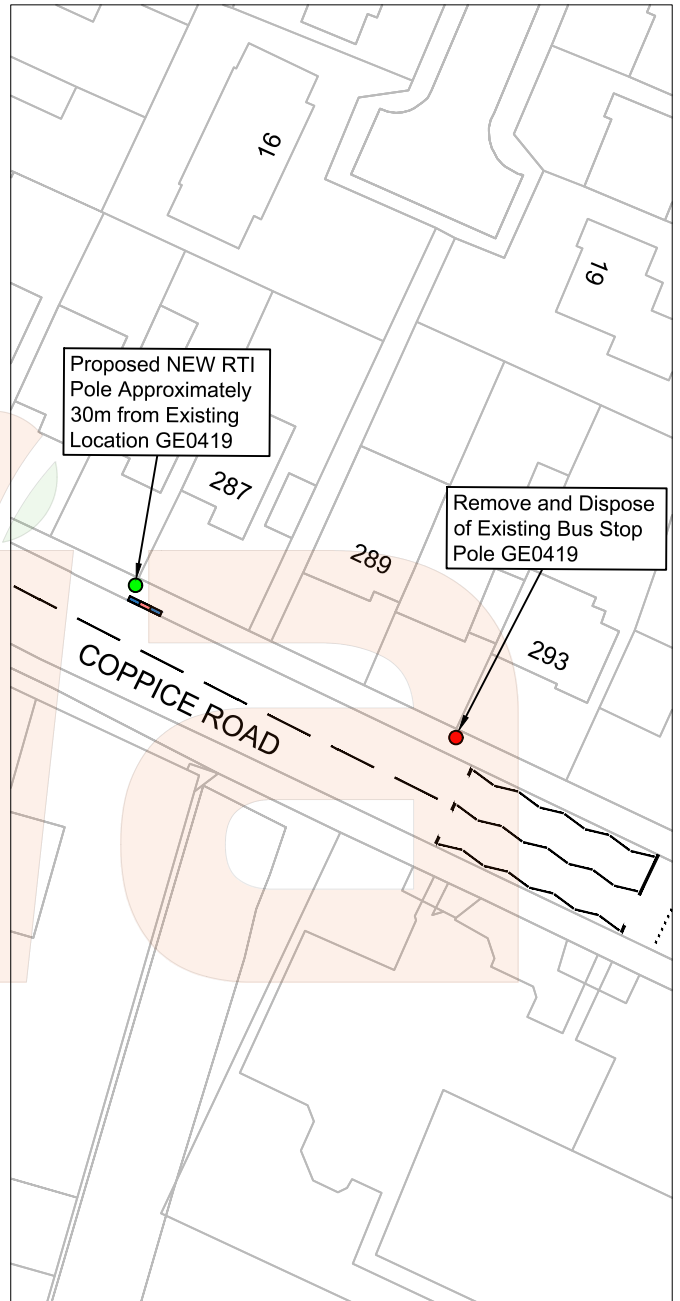 16
19
Proposed NEW RTI
Pole Approximately
30m from Existing
Location GE0419
287
Remove and Dispose
of Existing Bus Stop
Pole GE0419
289
293
COPPICE ROAD